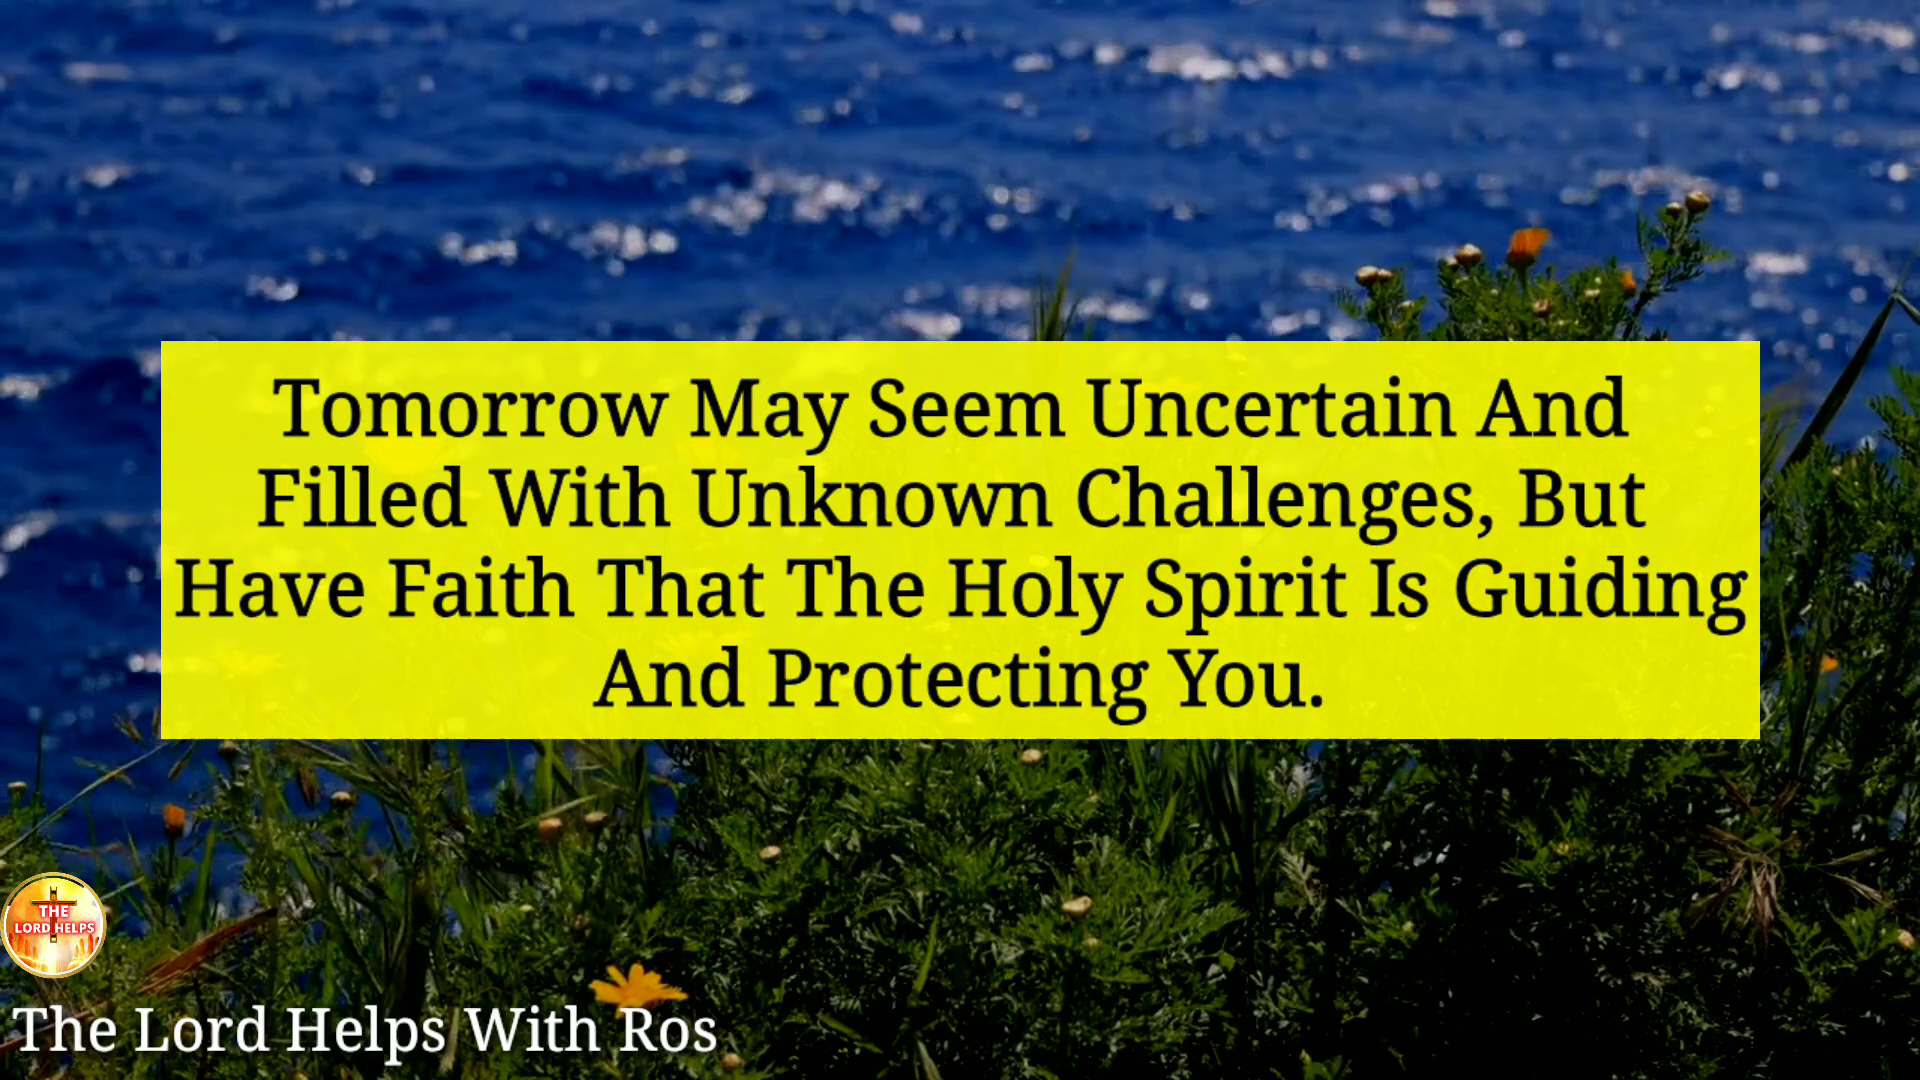 Tomorrow May Seem Uncertain And
Filled With Unknown Challenges, But
Have Faith That The Holy Spirit Is Guiding
And Protecting You.
THE
LORD HELPS
The Lord Helps With Ros